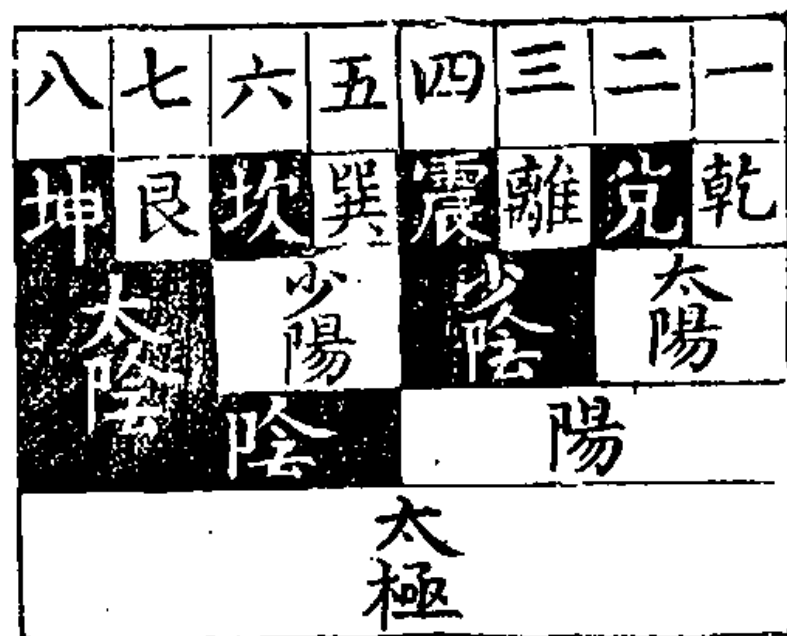 一 二 三 四 五 六 七 八
乾 兌 離 震 巽 坎 艮 坤
太陽 少陰 少陽 太陰
陽 陰
太極